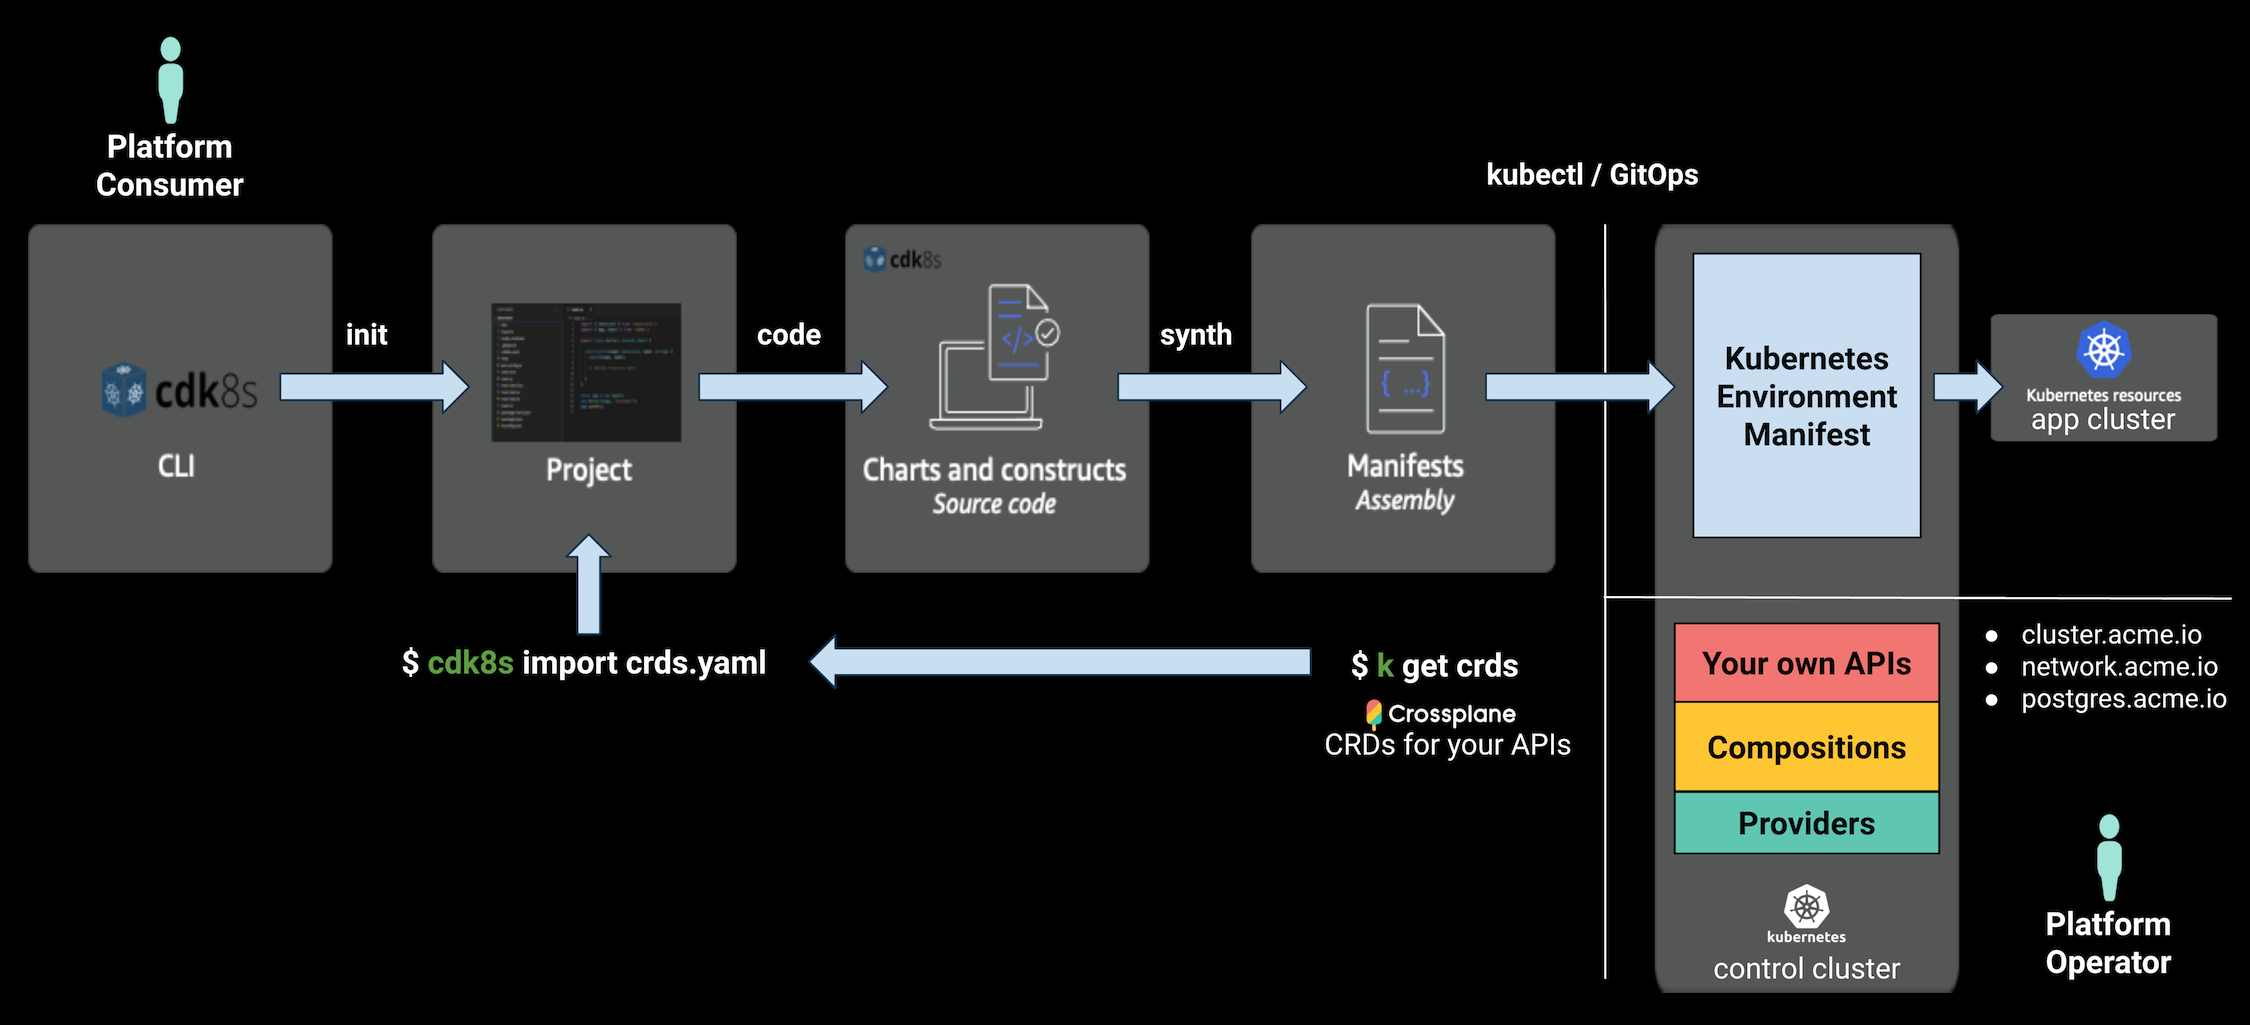 Platform
Consumer
kubectl / GitOps
cdk8s
CLI
init
Project
code
cdk8s
</>
Charts and constructs
Source code
synth
{ ...}
Manifests
Assembly
Kubernetes
Environment
Manifest
Kubernetes resources
app cluster
$ cdk8s import crds.yaml
$ k get crds
Crossplane
CRDs for your APIs
Your own APIs
Compositions
Providers
kubernetes
control cluster
● cluster.acme.io
● network.acme.io
● postgres.acme.io
Platform
Operator